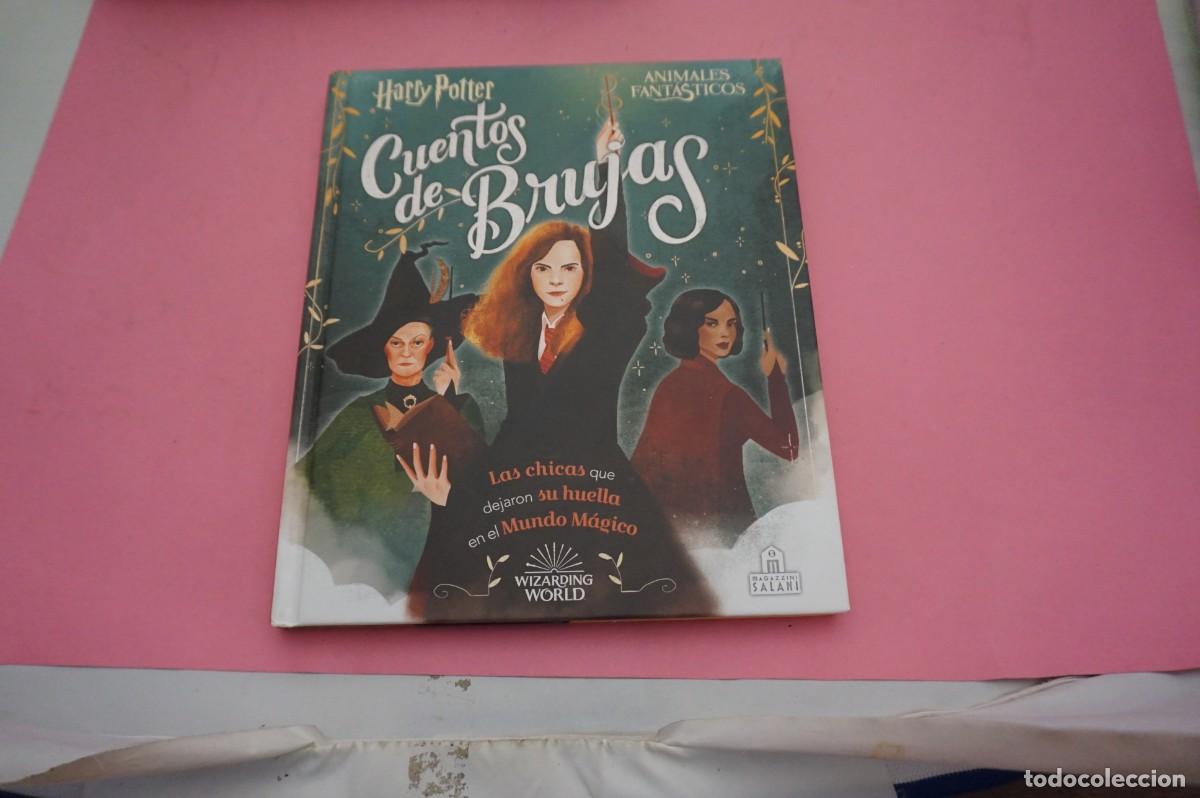 Harry Potter
ANIMALES
FANTÁSTICOS
Cuentos
de Brujas
Las chicas que
dejaron su huella
en el Mundo Mágico
WIZARDING
WORLD
M
MAGAZZINI
SALANI
todocoleccion